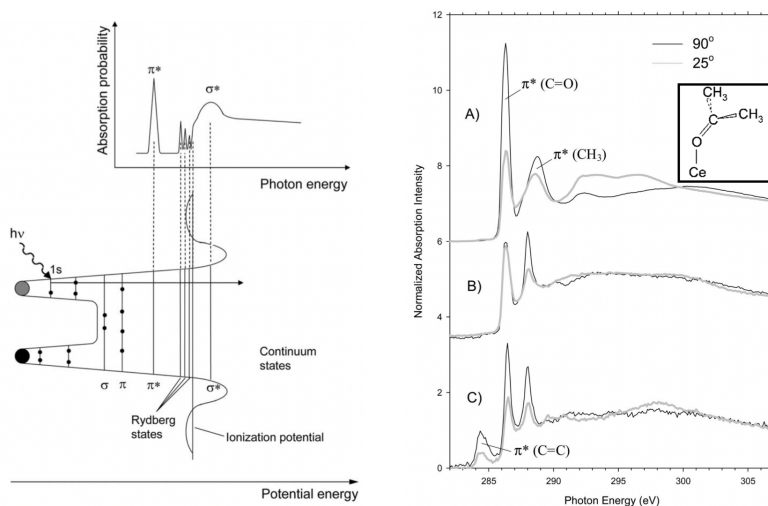 Absorption probability
π*
σ*
Photon energy
hν
1s
Continuum
states
σ
π
π*
σ*
Rydberg
states
Ionization potential
Potential energy
Normalized Absorption Intensity
12
10
8
6
4
2
0
90°
25°
π* (C=O)
A)
π* (CH3)
CH3
C
CH3
O
Ce
B)
C)
π* (C=C)
285
290
295
300
305
Photon Energy (eV)